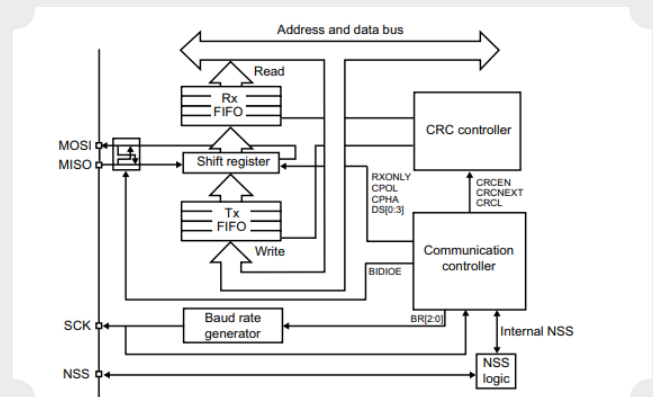 Address and data bus
Read
Rx
FIFO
CRC controller
MOSI
MISO
Shift register
RXONLY
CPOL
CPHA
DS[0:3]
CRCEN
CRCNEXT
CRCL
Tx
FIFO
Write
Communication
controller
BIDIOE
SCK
Baud rate
generator
BR[2:0]
Internal NSS
NSS
NSS
logic